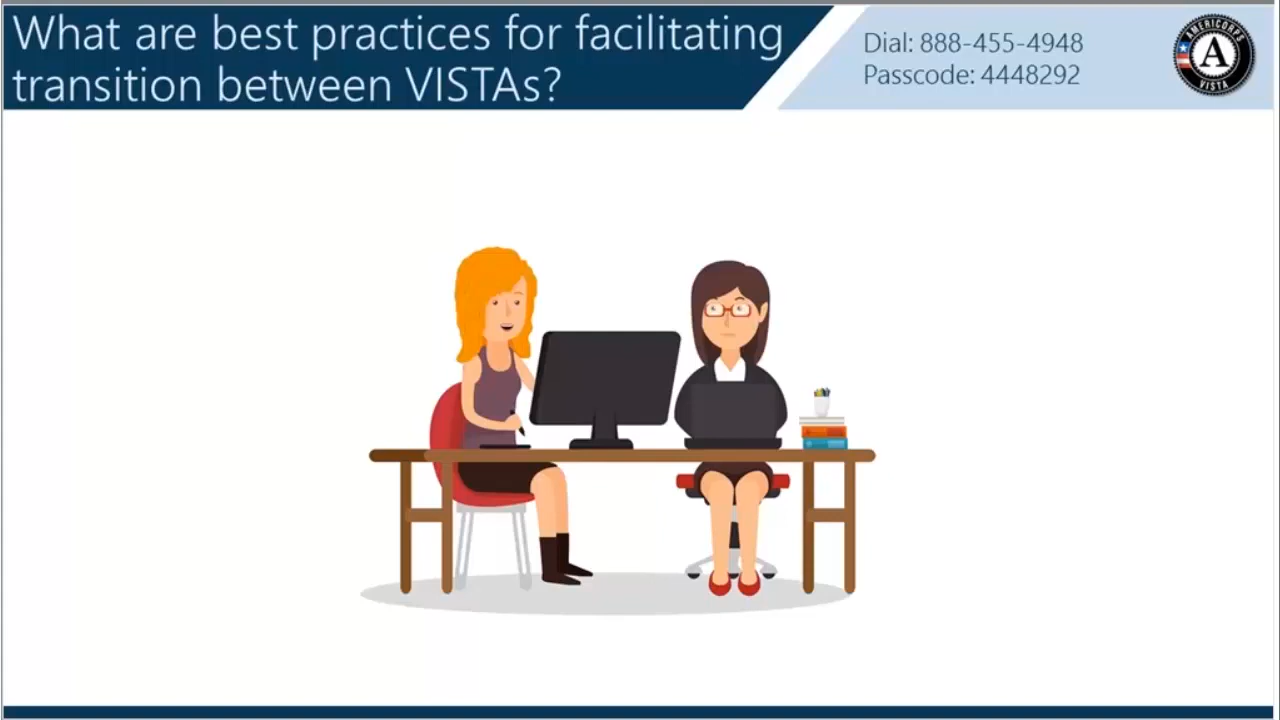 What are best practices for facilitating
transition between VISTAs?
Dial: 888-455-4948
Passcode: 4448292
AMERICORPS
A
VISTA